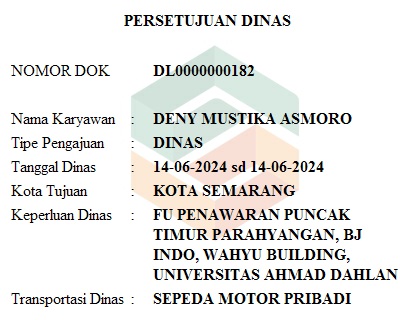 PERSETUJUAN DINAS
NOMOR DOK DL0000000182
Nama Karyawan : DENY MUSTIKA ASMORO
Tipe Pengajuan : DINAS
Tanggal Dinas : 14-06-2024 sd 14-06-2024
Kota Tujuan : KOTA SEMARANG
Keperluan Dinas : FU PENAWARAN PUNCAK
TIMUR PARAHYANGAN, BJ
INDO, WAHYU BUILDING,
UNIVERSITAS AHMAD DAHLAN
Transportasi Dinas : SEPEDA MOTOR PRIBADI